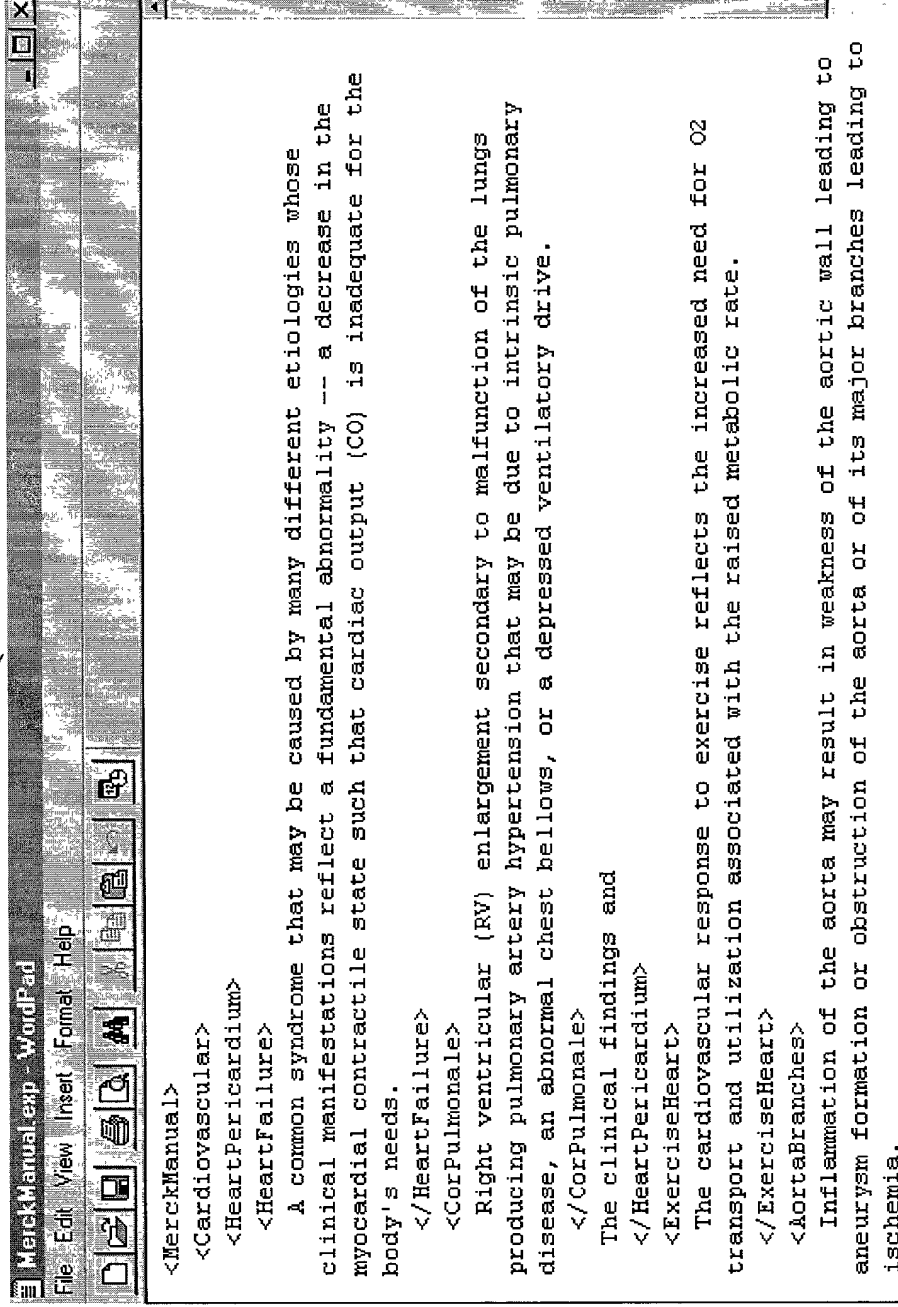 MerckManual.exp - WordPad
File Edit View Insert Format Help
<MerckManual>
<Cardiovascular>
<HeartPericardium>
<HeartFailure>
A common syndrome that may be caused by many different etiologies whose
clinical manifestations reflect a fundamental abnormality -- a decrease in the
myocardial contractile state such that cardiac output (CO) is inadequate for the
body's needs.
</HeartFailure>
<CorPulmonale>
Right ventricular (RV) enlargement secondary to malfunction of the lungs
producing pulmonary artery hypertension that may be due to intrinsic pulmonary
disease, an abnormal chest bellows, or a depressed ventilatory drive.
</CorPulmonale>
The clinical findings and
</HeartPericardium>
<ExerciseHeart>
The cardiovascular response to exercise reflects the increased need for O2
transport and utilization associated with the raised metabolic rate.
</ExerciseHeart>
<AortaBranches>
Inflammation of the aorta may result in weakness of the aortic wall leading to
aneurysm formation or obstruction of the aorta or of its major branches leading to
ischemia.